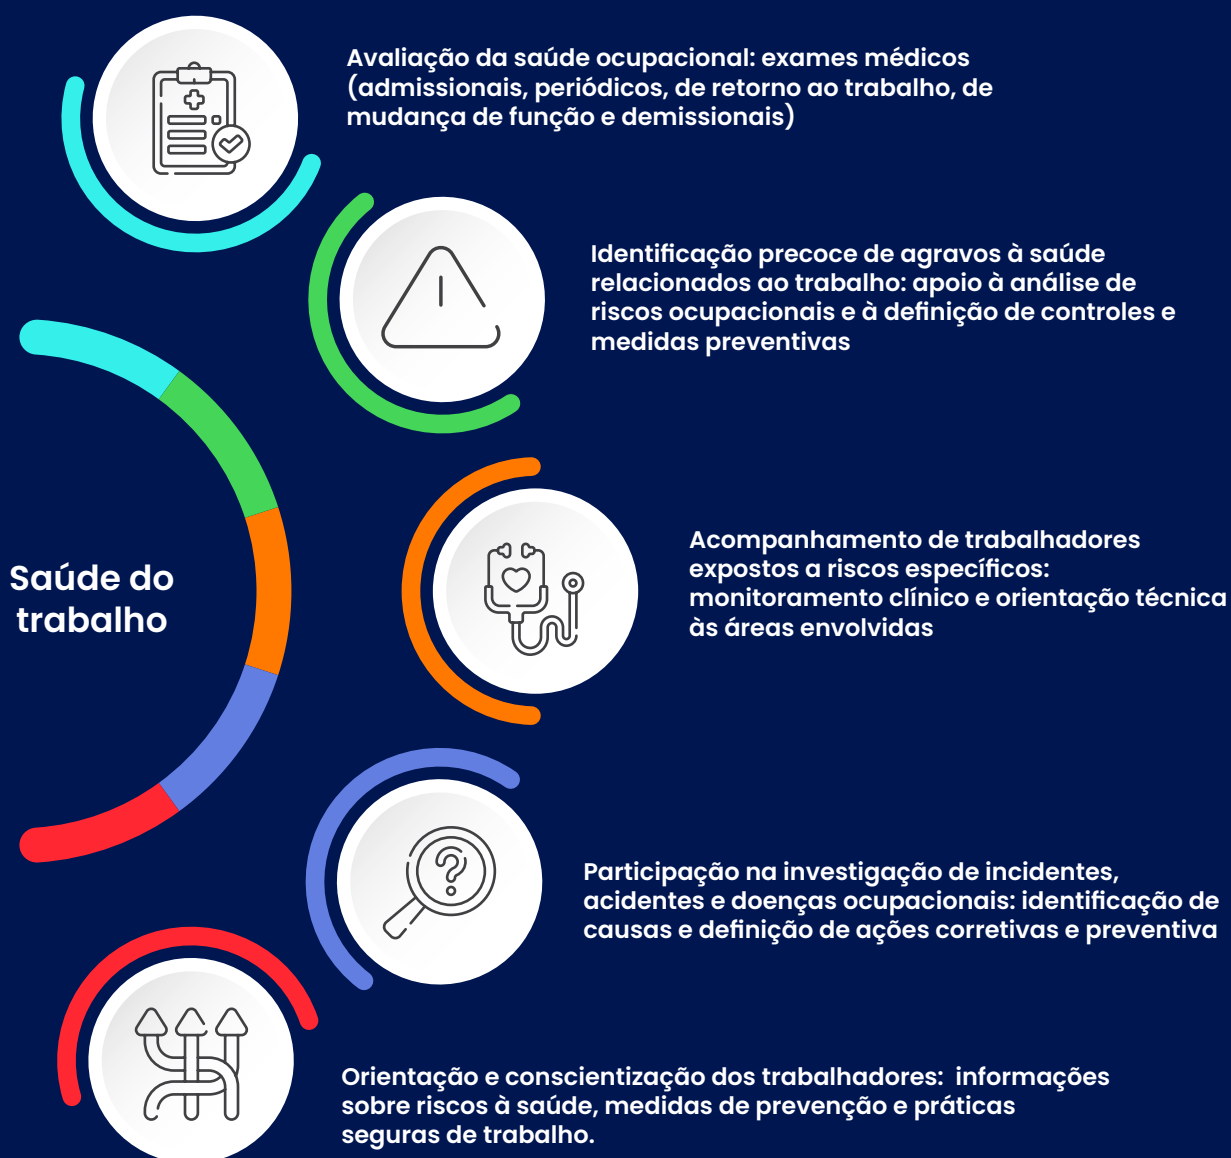 Avaliação da saúde ocupacional: exames médicos
(admissionais, periódicos, de retorno ao trabalho, de
mudança de função e demissionais)
Identificação precoce de agravos à saúde
relacionados ao trabalho: apoio à análise de
riscos ocupacionais e à definição de controles e
medidas preventivas
Saúde do
trabalho
Acompanhamento de trabalhadores
expostos a riscos específicos:
monitoramento clínico e orientação técnica
às áreas envolvidas
Participação na investigação de incidentes,
acidentes e doenças ocupacionais: identificação de
causas e definição de ações corretivas e preventiva
Orientação e conscientização dos trabalhadores:  informações
sobre riscos à saúde, medidas de prevenção e práticas
seguras de trabalho.